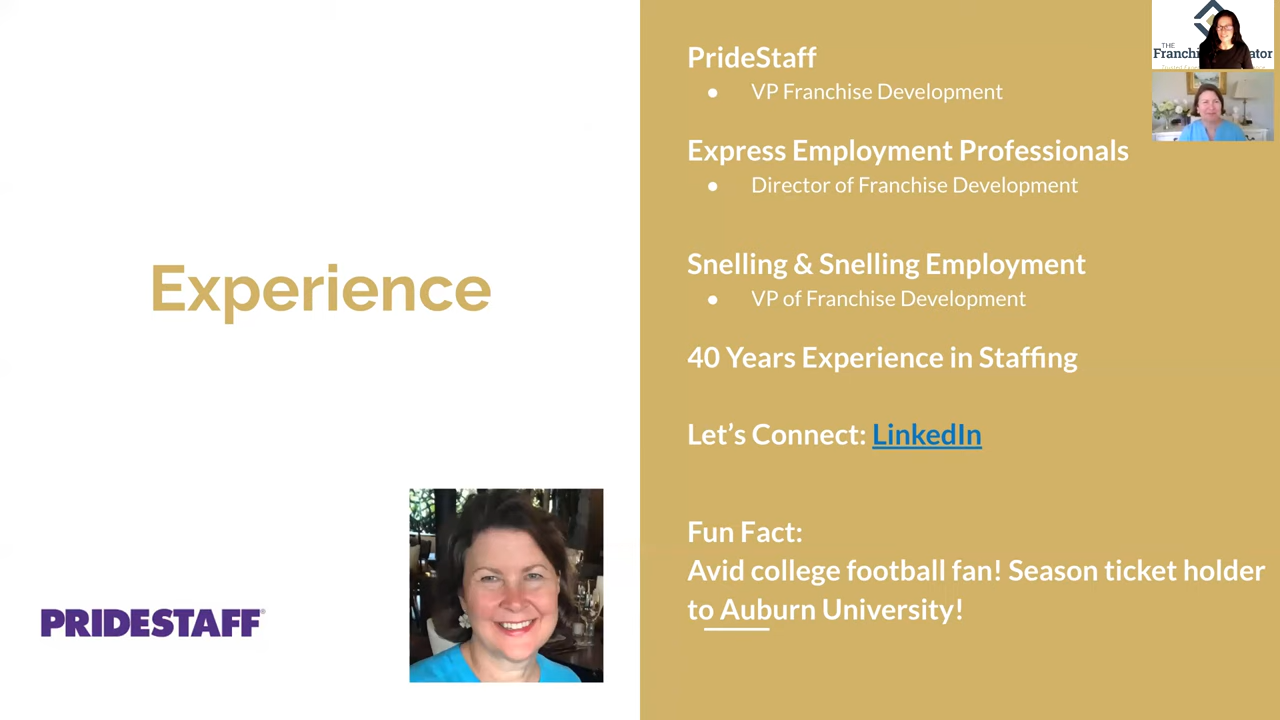 Experience
PRIDESTAFF®
PrideStaff
● VP Franchise Development
Express Employment Professionals
● Director of Franchise Development
Snelling & Snelling Employment
● VP of Franchise Development
40 Years Experience in Staffing
Let’s Connect: LinkedIn
Fun Fact:
Avid college football fan! Season ticket holder
to Auburn University!
THE